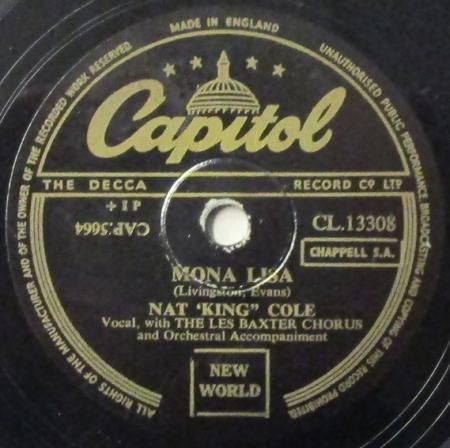 MADE IN ENGLAND
ALL RIGHTS OF THE MANUFACTURER AND OF THE OWNER OF THE RECORDED WORK RESERVED
UNAUTHORISED PUBLIC PERFORMANCE, BROADCASTING AND COPYING OF THIS RECORD PROHIBITED
Capitol
THE DECCA RECORD Cº LTD
+ I P
CAP.5664
CL.13308
CHAPPELL S.A.
MONA LISA
(Livingston; Evans)
NAT 'KING" COLE
Vocal, with THE LES BAXTER CHORUS
and Orchestral Accompaniment
NEW
WORLD